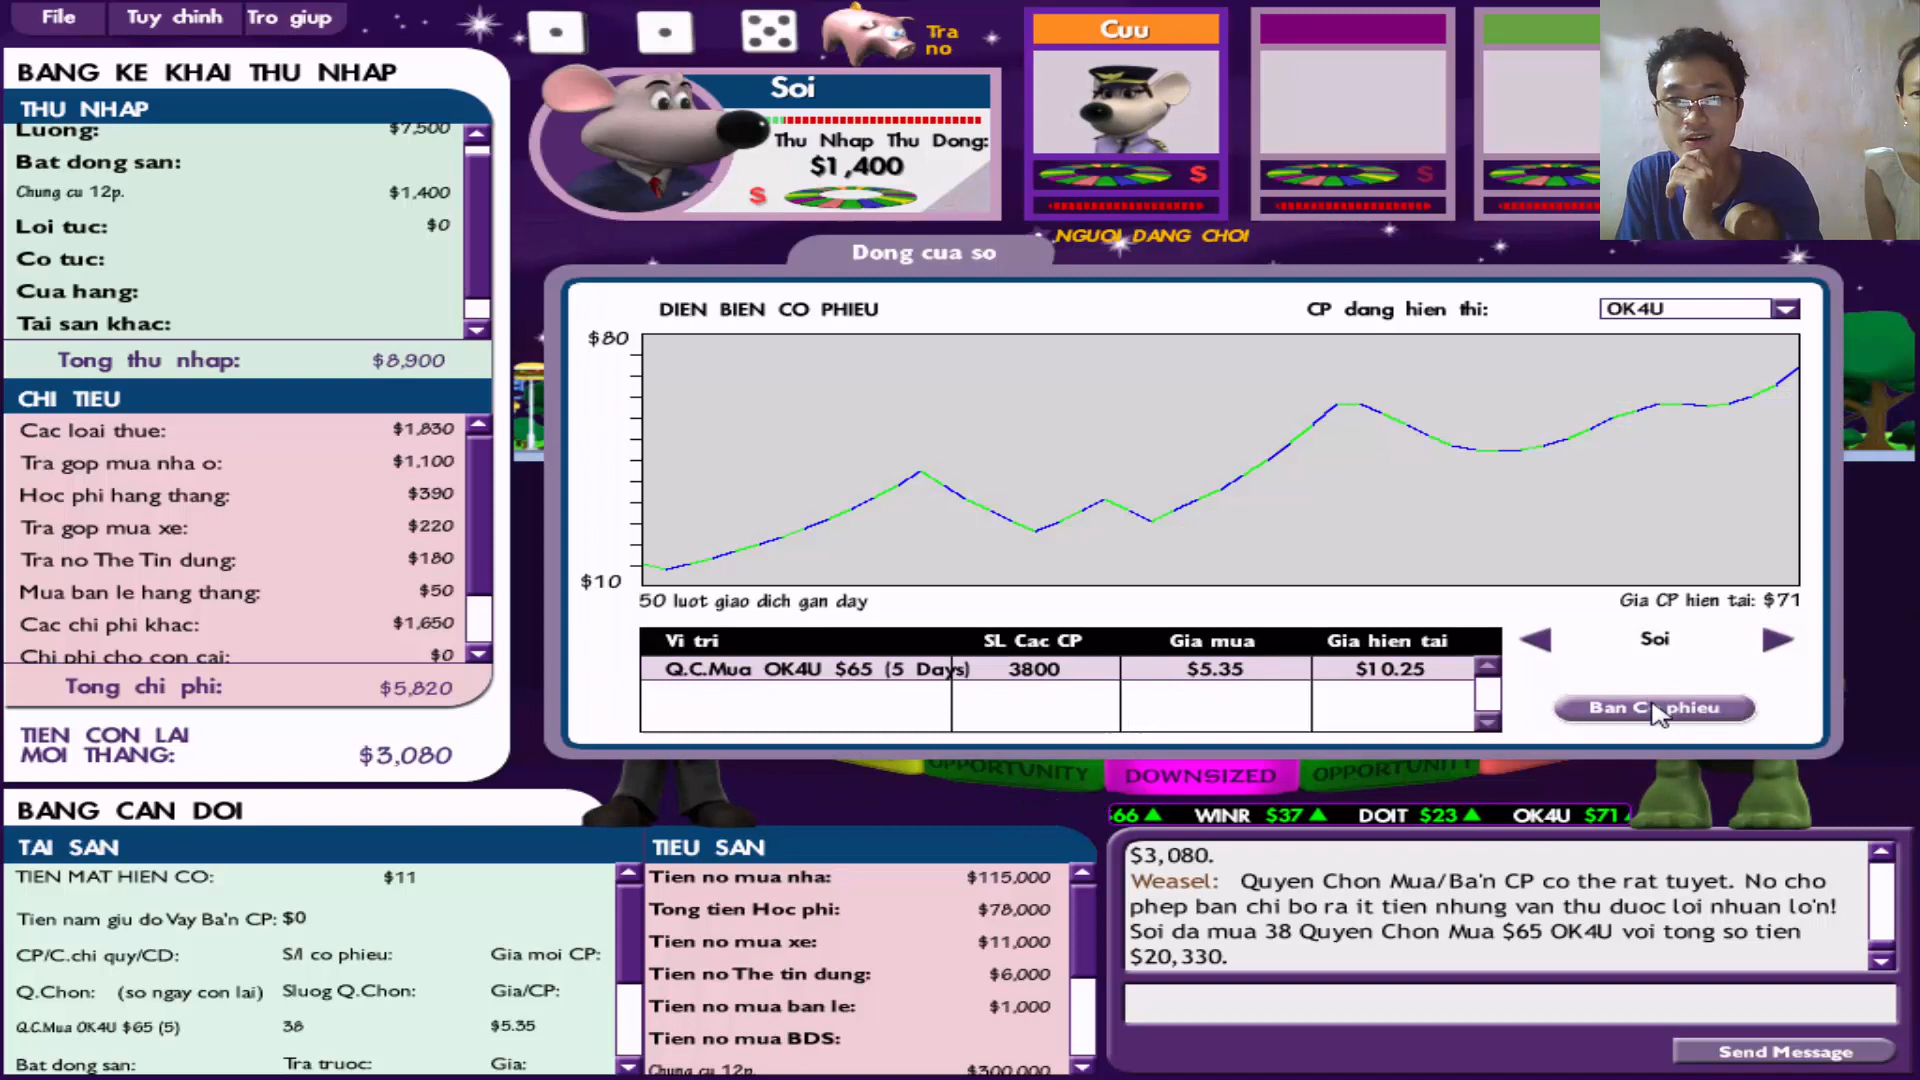 File Tuy chinh Tro giup
BANG KE KHAI THU NHAP
THU NHAP
Luong: $7,500
Bat dong san:
Chung cu 12p. $1,400
Loi tuc: $0
Co tuc:
Cua hang:
Tai san khac:
Tong thu nhap: $8,900
CHI TIEU
Cac loai thue: $1,830
Tra gop mua nha o: $1,100
Hoc phi hang thang: $390
Tra gop mua xe: $220
Tra no The Tin dung: $180
Mua ban le hang thang: $50
Cac chi phi khac: $1,650
Chi phi cho con cai: $0
Tong chi phi: $5,820
TIEN CON LAI
MOI THANG: $3,080
Tra
no
Soi
Thu Nhap Thu Dong:
$1,400
S
Cuu
S
S
NGUOI DANG CHOI
Dong cua so
DIEN BIEN CO PHIEU
CP dang hien thi: OK4U
$80
$10
50 luot giao dich gan day
Gia CP hien tai: $71
Vi tri SL Cac CP Gia mua Gia hien tai
Q.C.Mua OK4U $65 (5 Days) 3800 $5.35 $10.25
Soi
OPPORTUNITY DOWNSIZED OPPORTUNITY
66 WINR $37 DOIT $23 OK4U $71
BANG CAN DOI
TAI SAN
TIEN MAT HIEN CO: $11
Tien nam giu do Vay Ba'n CP: $0
CP/C.chi quy/CD: S/l co phieu: Gia moi CP:
Q.Chon: (so ngay con lai) Sluog Q.Chon: Gia/CP:
Q.C.Mua OK4U $65 (5) 38 $5.35
Bat dong san: Tra truoc: Gia:
TIEU SAN
Tien no mua nha: $115,000
Tong tien Hoc phi: $78,000
Tien no mua xe: $11,000
Tien no The tin dung: $6,000
Tien no mua ban le: $1,000
Tien no mua BDS:
Chung cu 12p. $300,000
$3,080.
Weasel: Quyen Chon Mua/Ba'n CP co the rat tuyet. No cho
phep ban chi bo ra it tien nhung van thu duoc loi nhuan lo'n!
Soi da mua 38 Quyen Chon Mua $65 OK4U voi tong so tien
$20,330.
Send Message